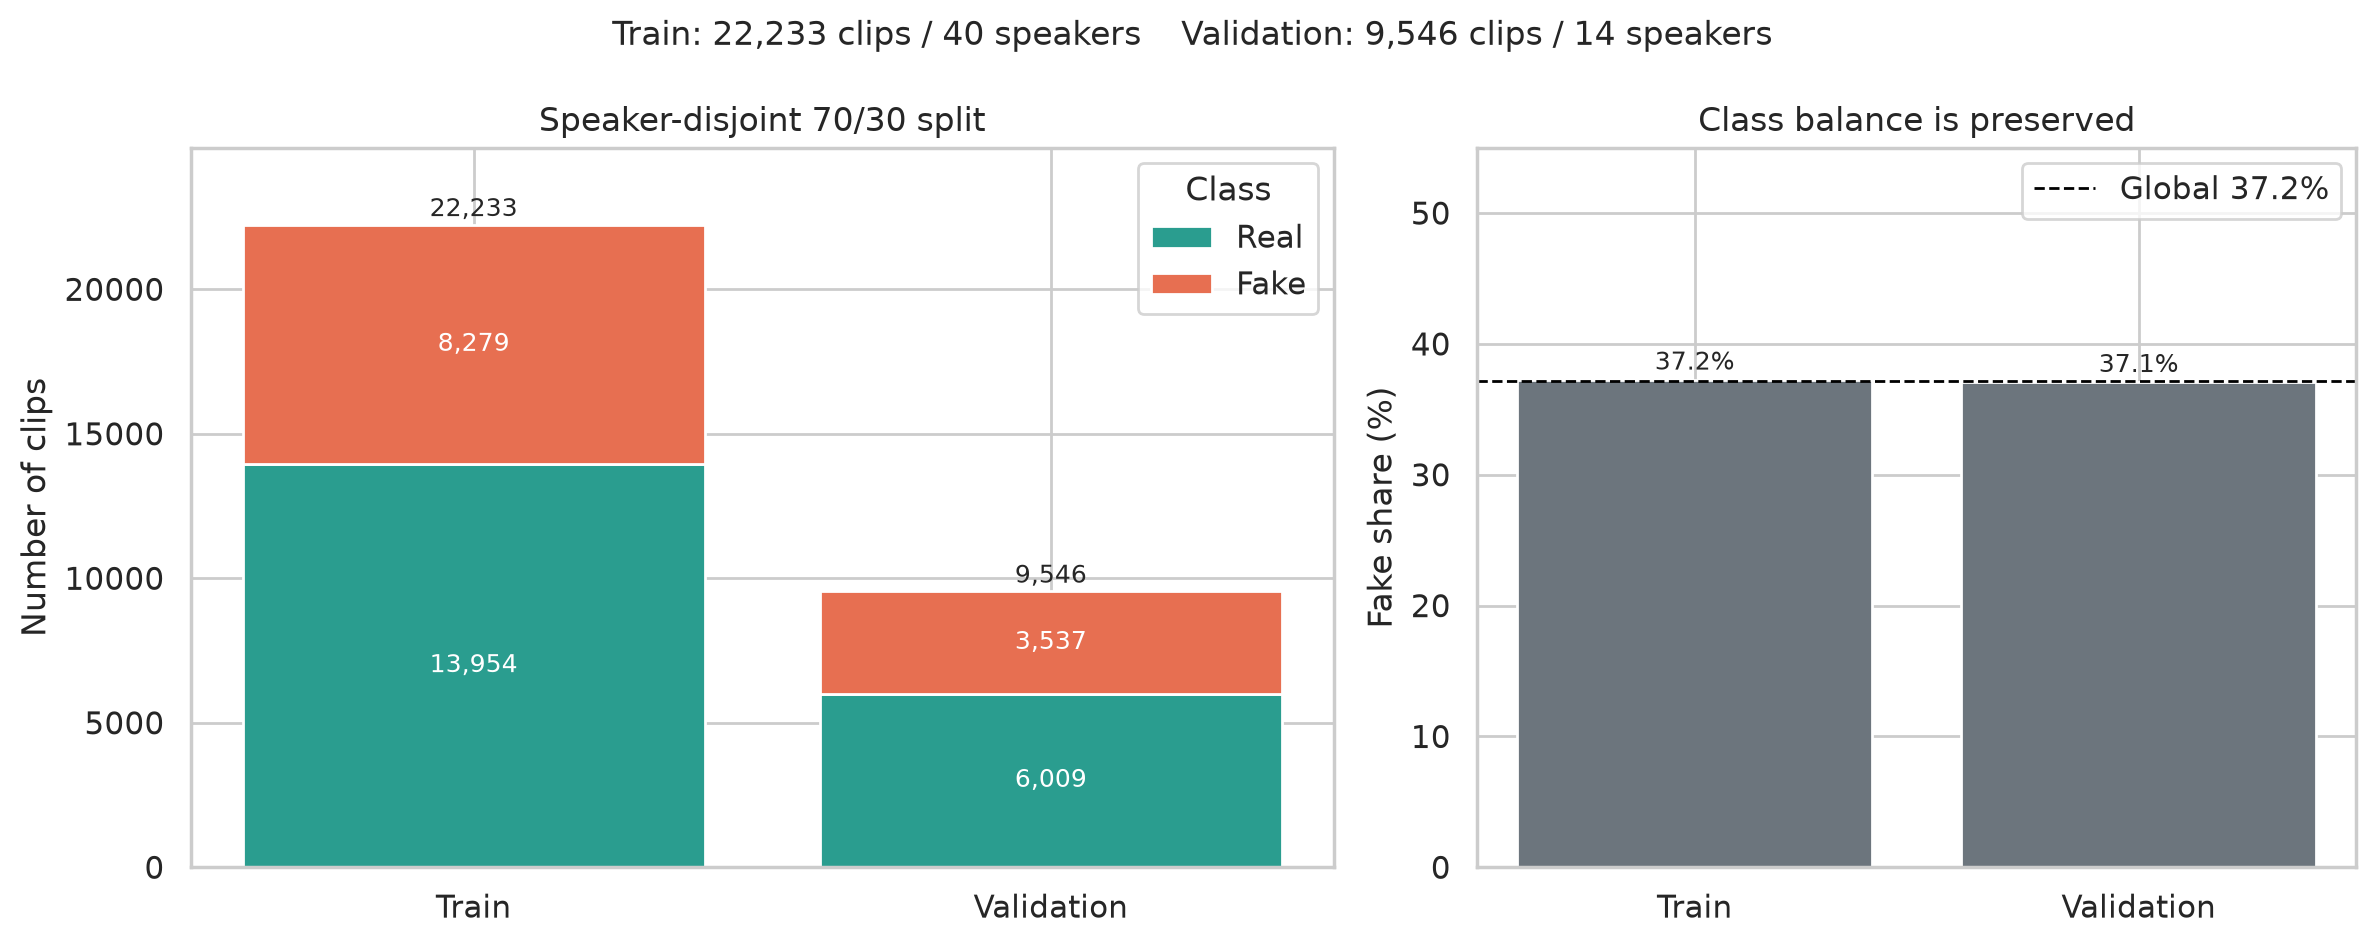 Train: 22,233 clips / 40 speakers    Validation: 9,546 clips / 14 speakers
Speaker-disjoint 70/30 split
Number of clips
20000
15000
10000
5000
0
22,233
8,279
13,954
9,546
3,537
6,009
Class
Real
Fake
Train
Validation
Class balance is preserved
Fake share (%)
50
40
30
20
10
0
Global 37.2%
37.2%
37.1%
Train
Validation